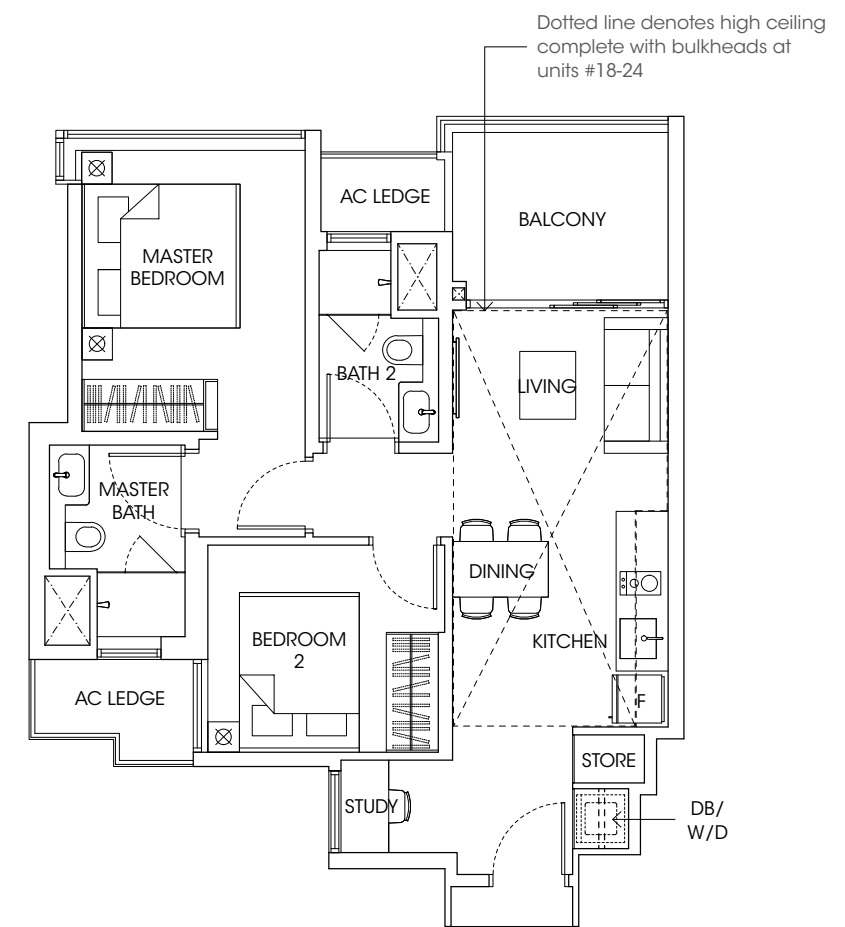 Dotted line denotes high ceiling
complete with bulkheads at
units #18-24
AC LEDGE
BALCONY
MASTER
BEDROOM
BATH 2
LIVING
MASTER
BATH
DINING
BEDROOM
2
KITCHEN
AC LEDGE
F
STORE
STUDY
DB/
W/D